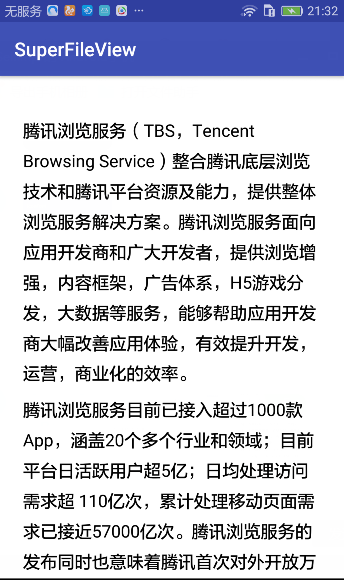 无服务 ··· 21:32
SuperFileView
腾讯浏览服务（TBS，Tencent
Browsing Service）整合腾讯底层浏览
技术和腾讯平台资源及能力，提供整体
浏览服务解决方案。腾讯浏览服务面向
应用开发商和广大开发者，提供浏览增
强，内容框架，广告体系，H5游戏分
发，大数据等服务，能够帮助应用开发
商大幅改善应用体验，有效提升开发，
运营，商业化的效率。
腾讯浏览服务目前已接入超过1000款
App，涵盖20个多个行业和领域；目前
平台日活跃用户超5亿；日均处理访问
需求超 110亿次，累计处理移动页面需
求已接近57000亿次。腾讯浏览服务的
发布同时也意味着腾讯首次对外开放万